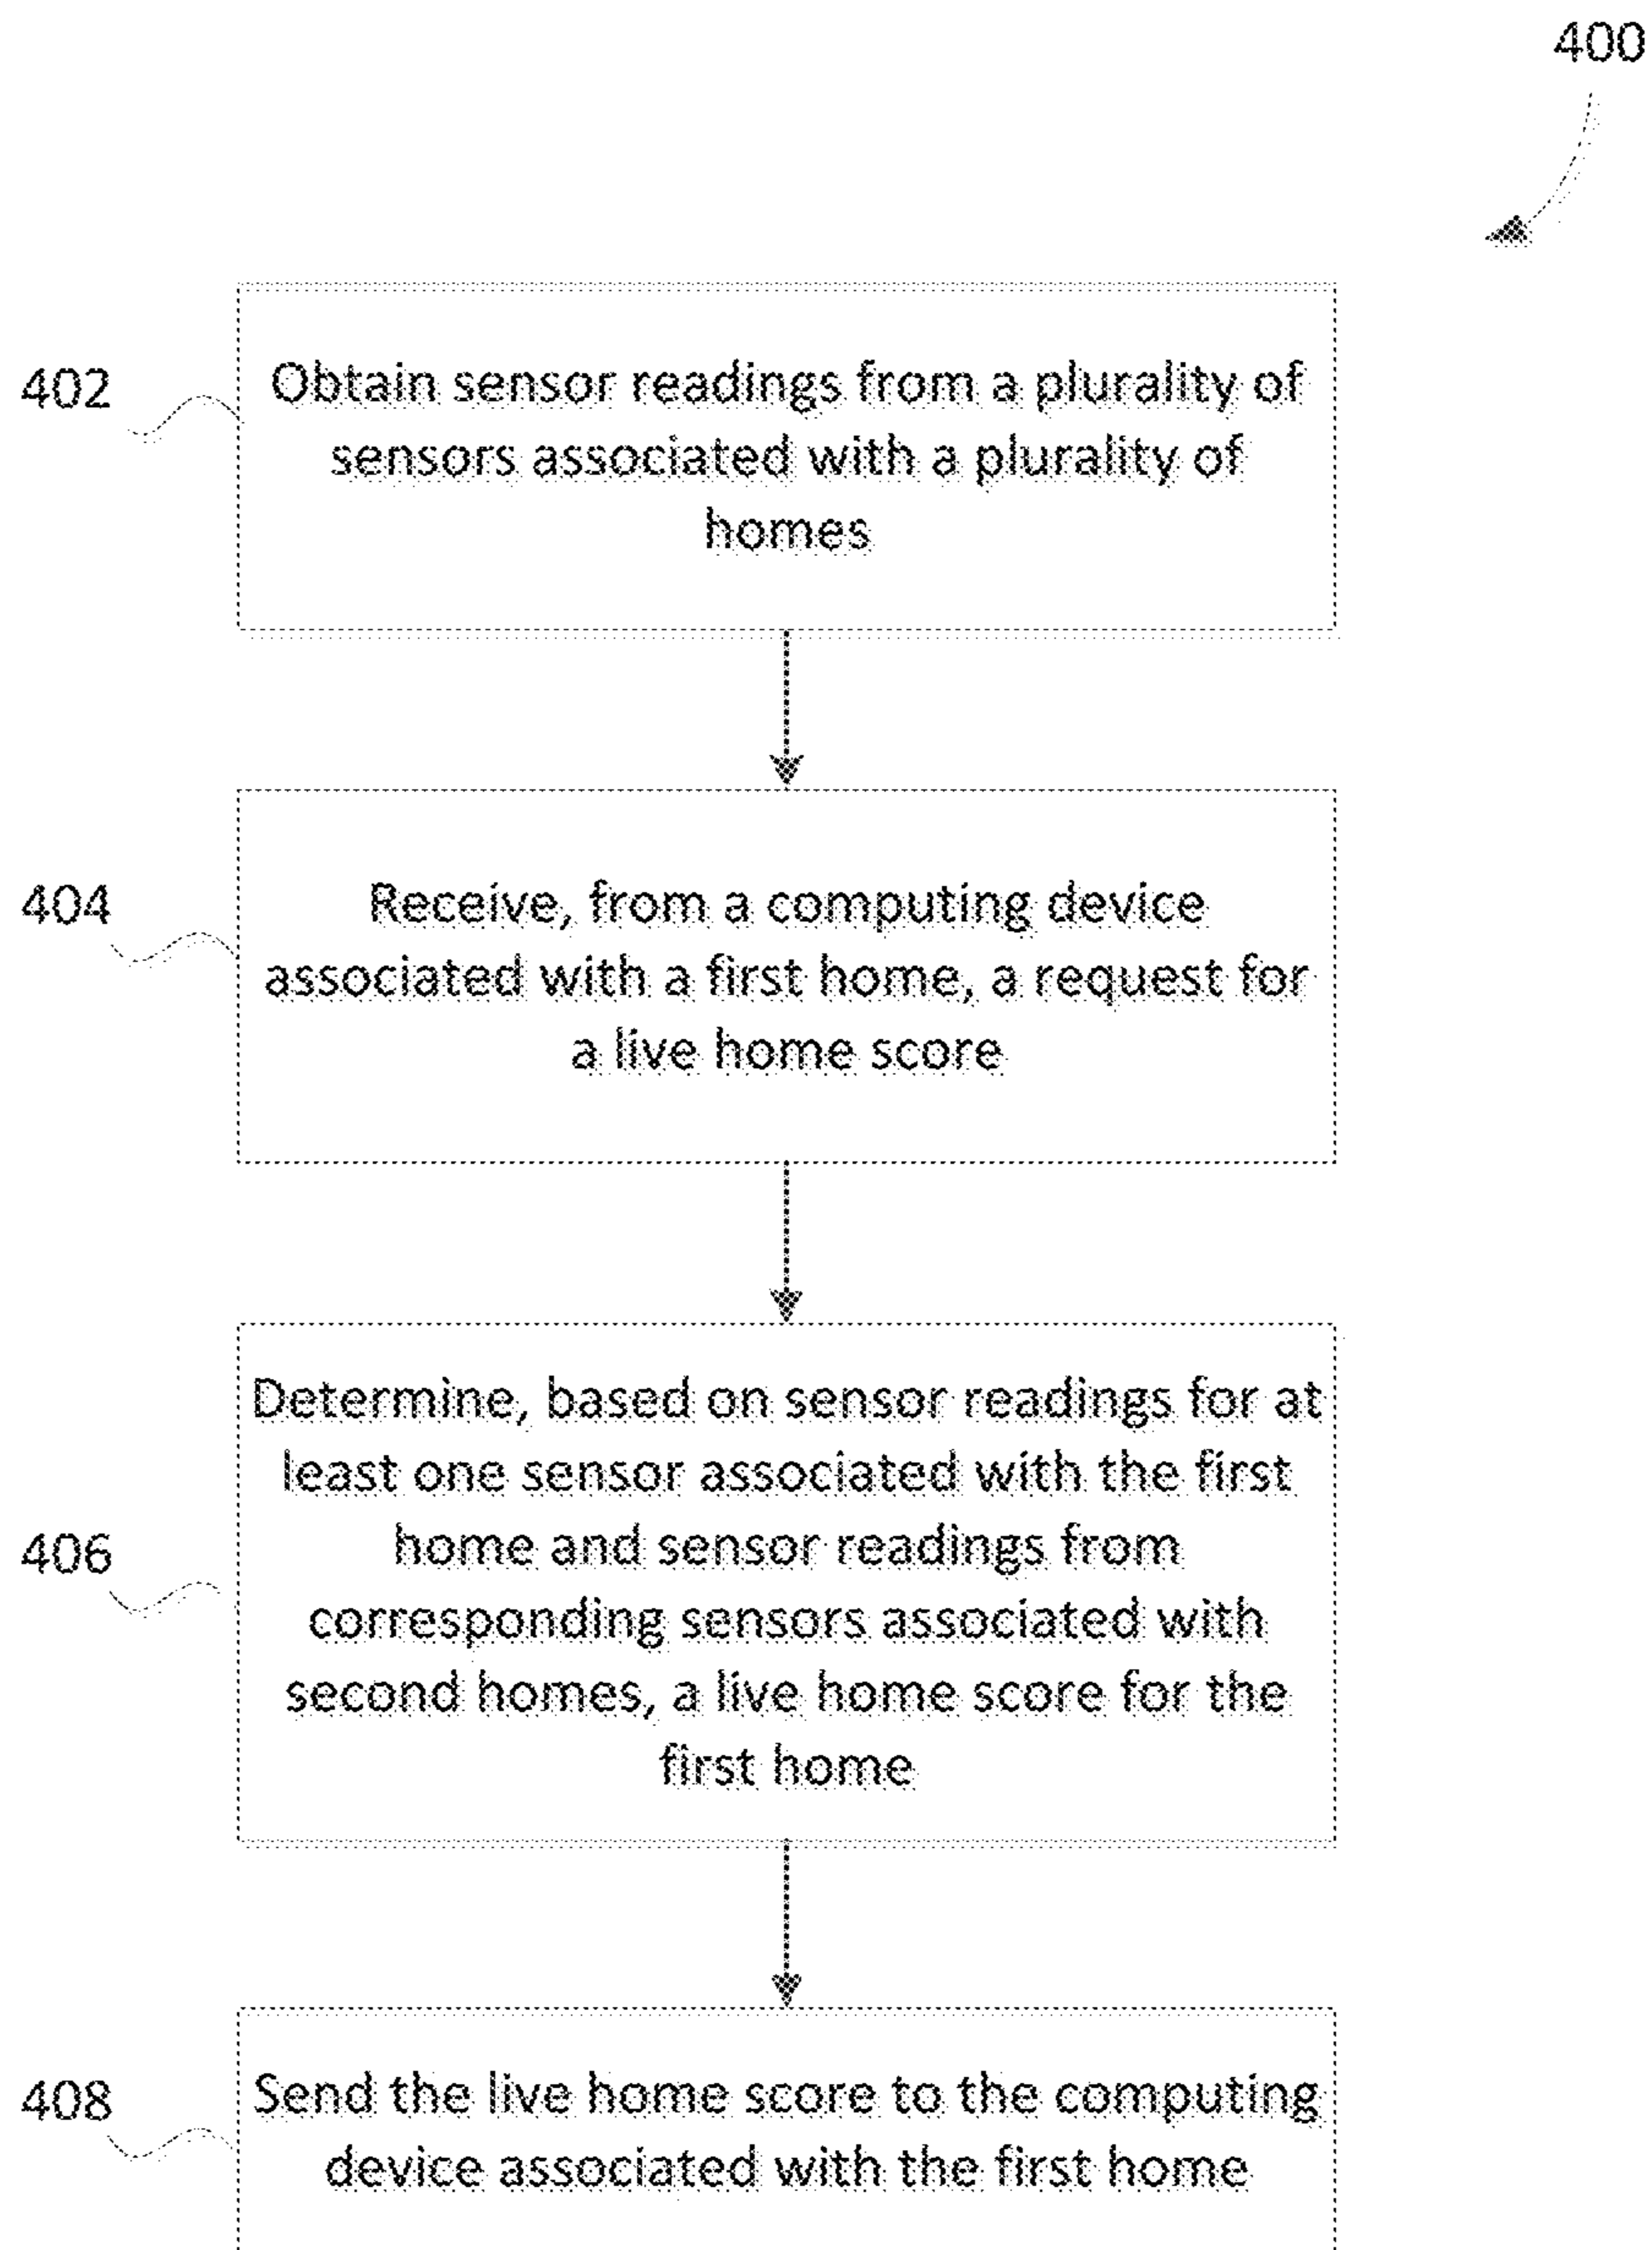 400
402
Obtain sensor readings from a plurality of
sensors associated with a plurality of
homes
404
Receive, from a computing device
associated with a first home, a request for
a live home score
406
Determine, based on sensor readings for at
least one sensor associated with the first
home and sensor readings from
corresponding sensors associated with
second homes, a live home score for the
first home
408
Send the live home score to the computing
device associated with the first home